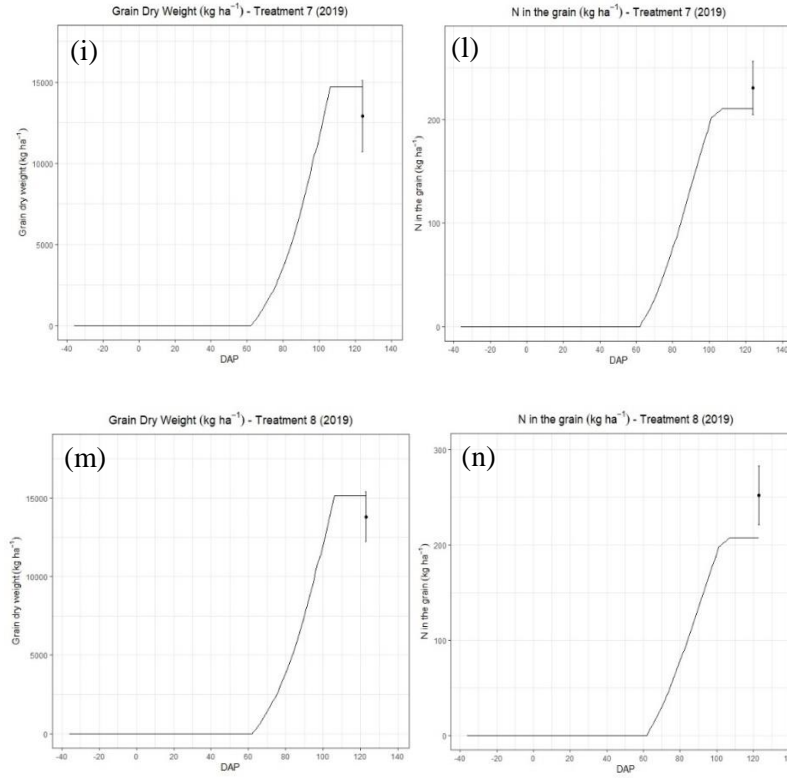 Grain Dry Weight (kg ha⁻¹) - Treatment 7 (2019)
(i)
Grain dry weight (kg ha⁻¹)
15000
10000
5000
0
-40 -20 0 20 40 60 80 100 120 140
DAP
N in the grain (kg ha⁻¹) - Treatment 7 (2019)
(l)
N in the grain (kg ha⁻¹)
200
100
0
-40 -20 0 20 40 60 80 100 120 140
DAP
Grain Dry Weight (kg ha⁻¹) - Treatment 8 (2019)
(m)
Grain dry weight (kg ha⁻¹)
15000
10000
5000
0
-40 -20 0 20 40 60 80 100 120 140
DAP
N in the grain (kg ha⁻¹) - Treatment 8 (2019)
(n)
N in the grain (kg ha⁻¹)
300
200
100
0
-40 -20 0 20 40 60 80 100 120
DAP